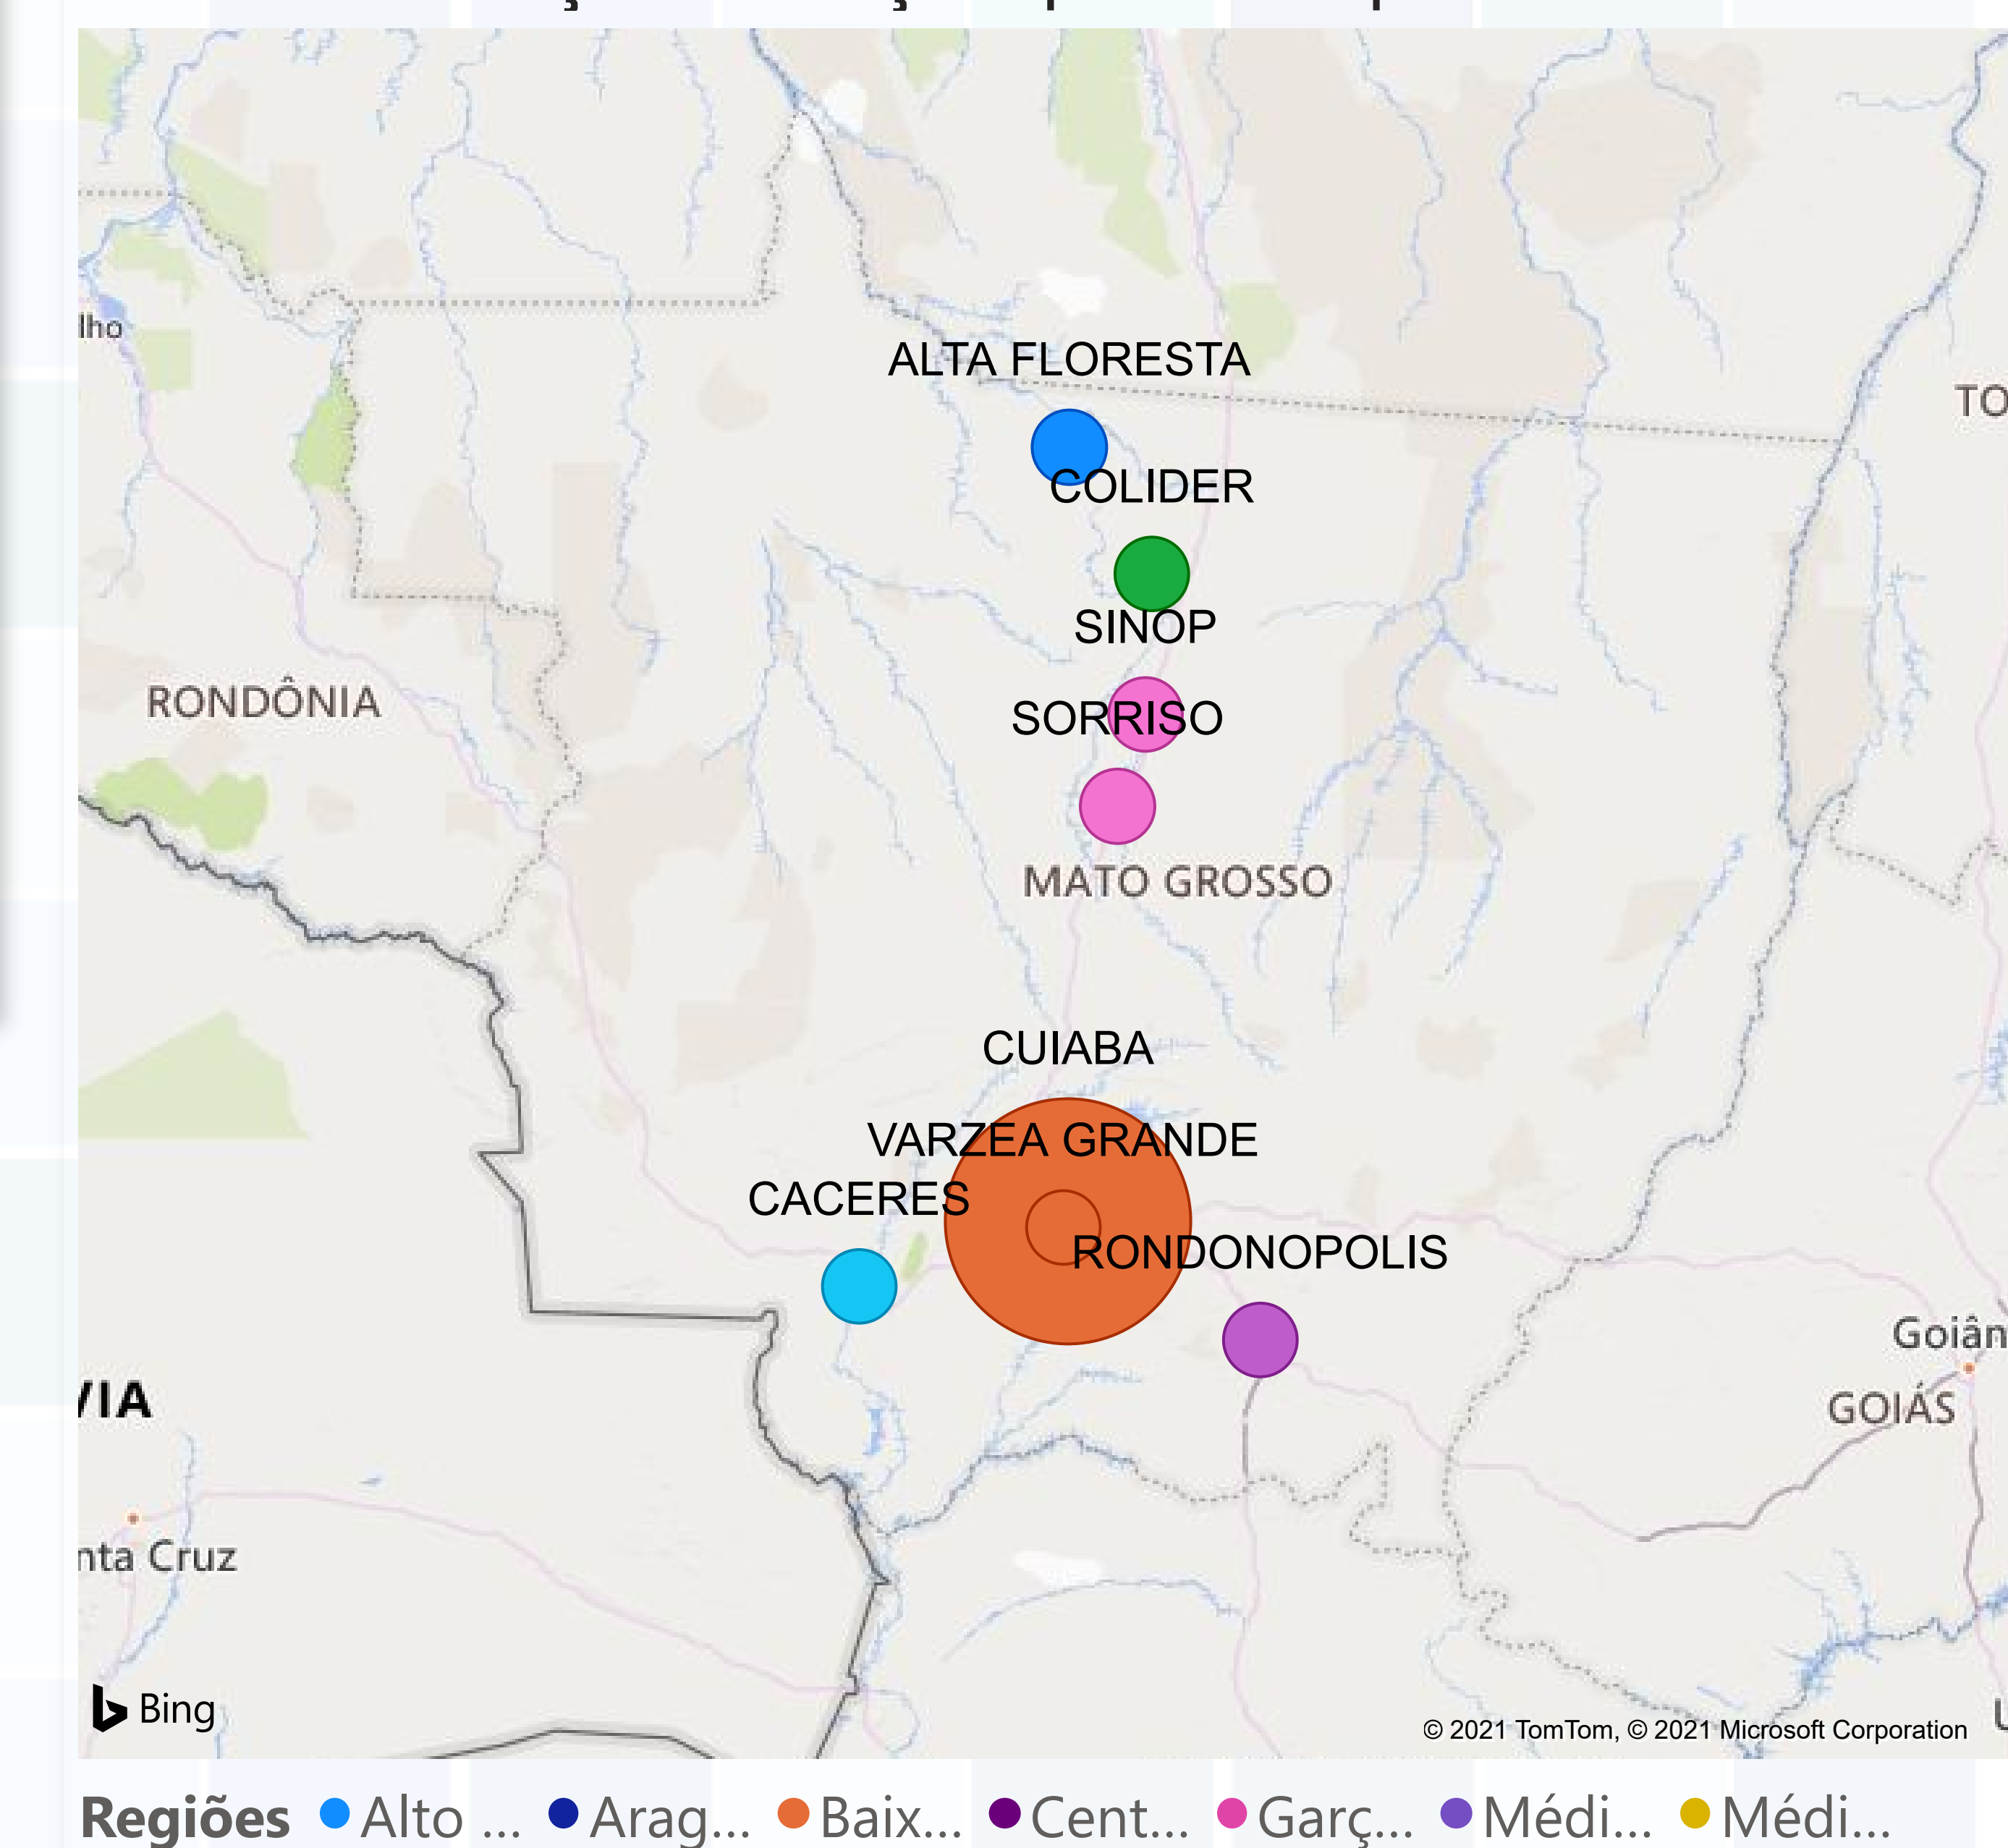 lho
ALTA FLORESTA
TO
COLIDER
SINOP
RONDÔNIA
SORRISO
MATO GROSSO
CUIABA
VARZEA GRANDE
CACERES
RONDONOPOLIS
Goiân
VIA
GOIÁS
nta Cruz
Bing
© 2021 TomTom, © 2021 Microsoft Corporation
Regiões Alto ... Arag... Baix... Cent... Garç... Médi... Médi...